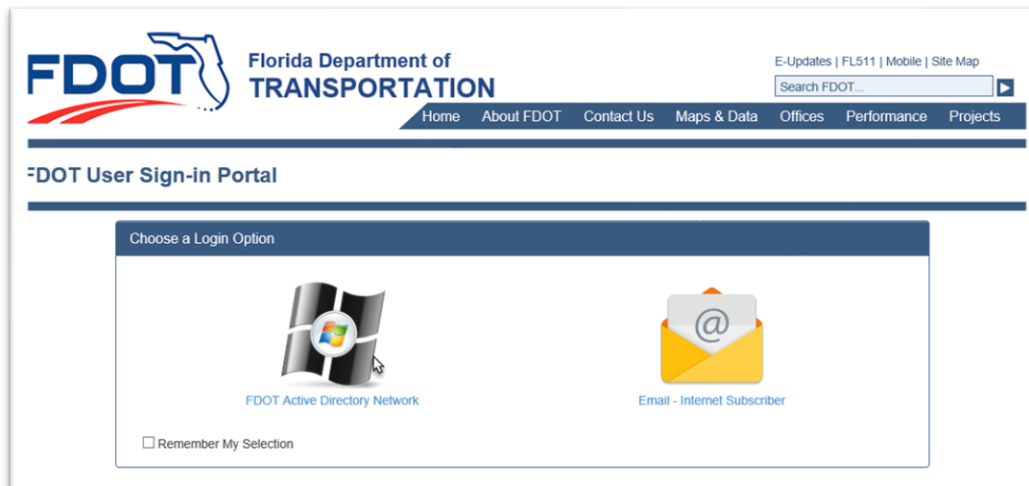 FDOT
Florida Department of
TRANSPORTATION
E-Updates | FL511 | Mobile | Site Map
Search FDOT...
Home About FDOT Contact Us Maps & Data Offices Performance Projects
FDOT User Sign-in Portal
Choose a Login Option
@
FDOT Active Directory Network
Email - Internet Subscriber
Remember My Selection